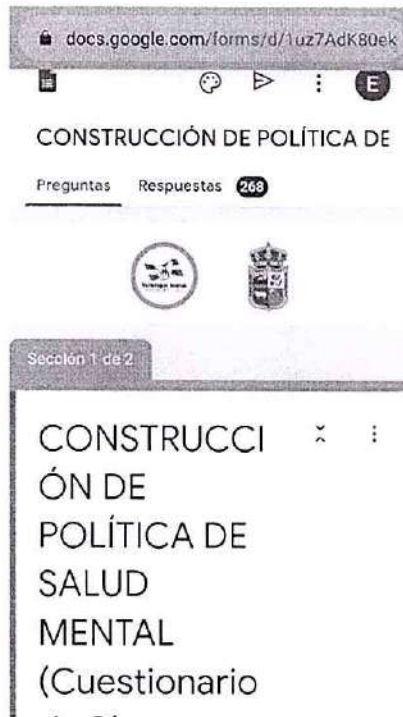 docs.google.com/forms/d/1uz7AdK80ek
E
CONSTRUCCIÓN DE POLÍTICA DE
Preguntas Respuestas 268
Sección 1 de 2
CONSTRUCCI
ÓN DE
POLÍTICA DE
SALUD
MENTAL
(Cuestionario